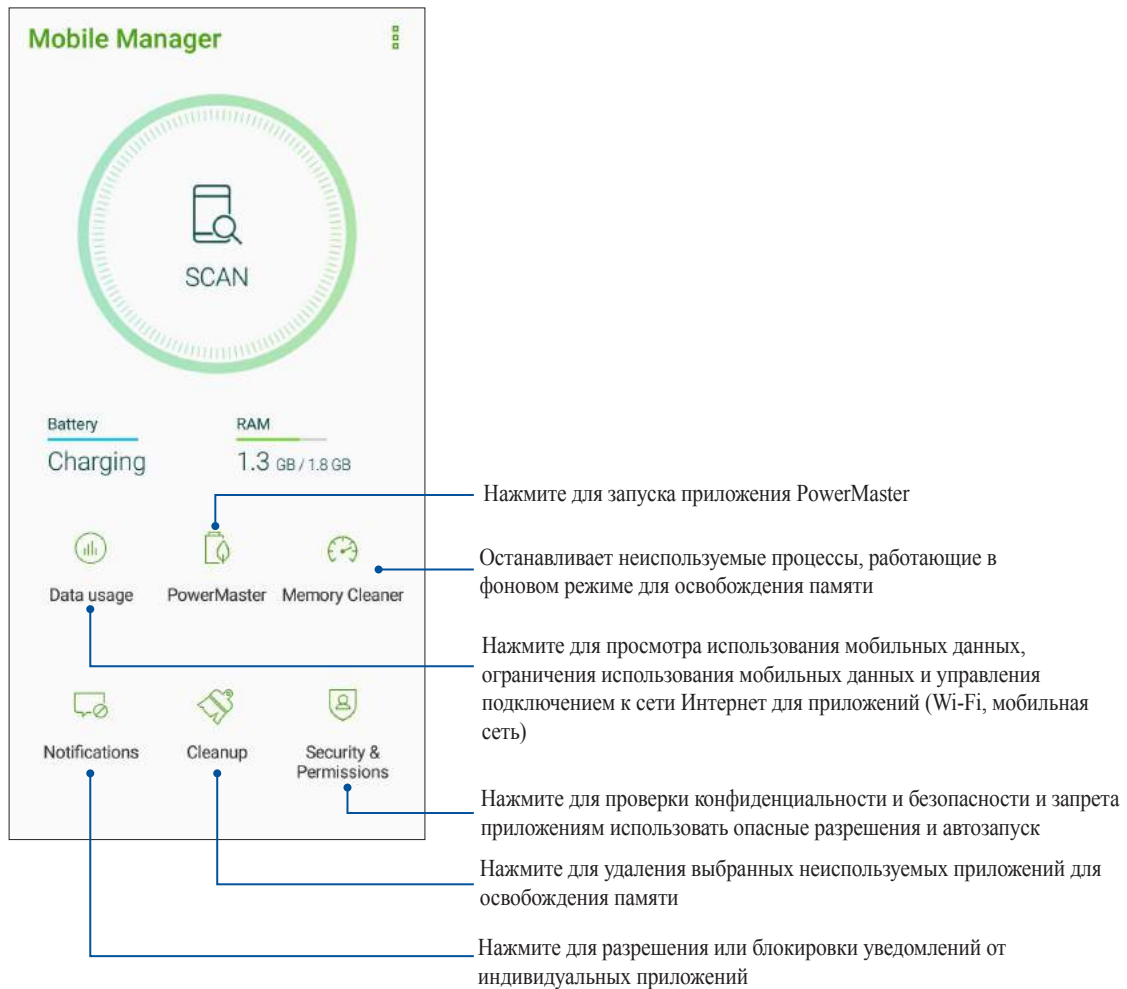 Mobile Manager
SCAN
Battery
RAM
Charging
1.3 GB / 1.8 GB
Нажмите для запуска приложения PowerMaster
Останавливает неиспользуемые процессы, работающие в
фоновом режиме для освобождения памяти
Data usage
PowerMaster
Memory Cleaner
Нажмите для просмотра использования мобильных данных,
ограничения использования мобильных данных и управления
подключением к сети Интернет для приложений (Wi-Fi, мобильная
сеть)
Notifications
Cleanup
Security &
Permissions
Нажмите для проверки конфиденциальности и безопасности и запрета
приложениям использовать опасные разрешения и автозапуск
Нажмите для удаления выбранных неиспользуемых приложений для
освобождения памяти
Нажмите для разрешения или блокировки уведомлений от
индивидуальных приложений